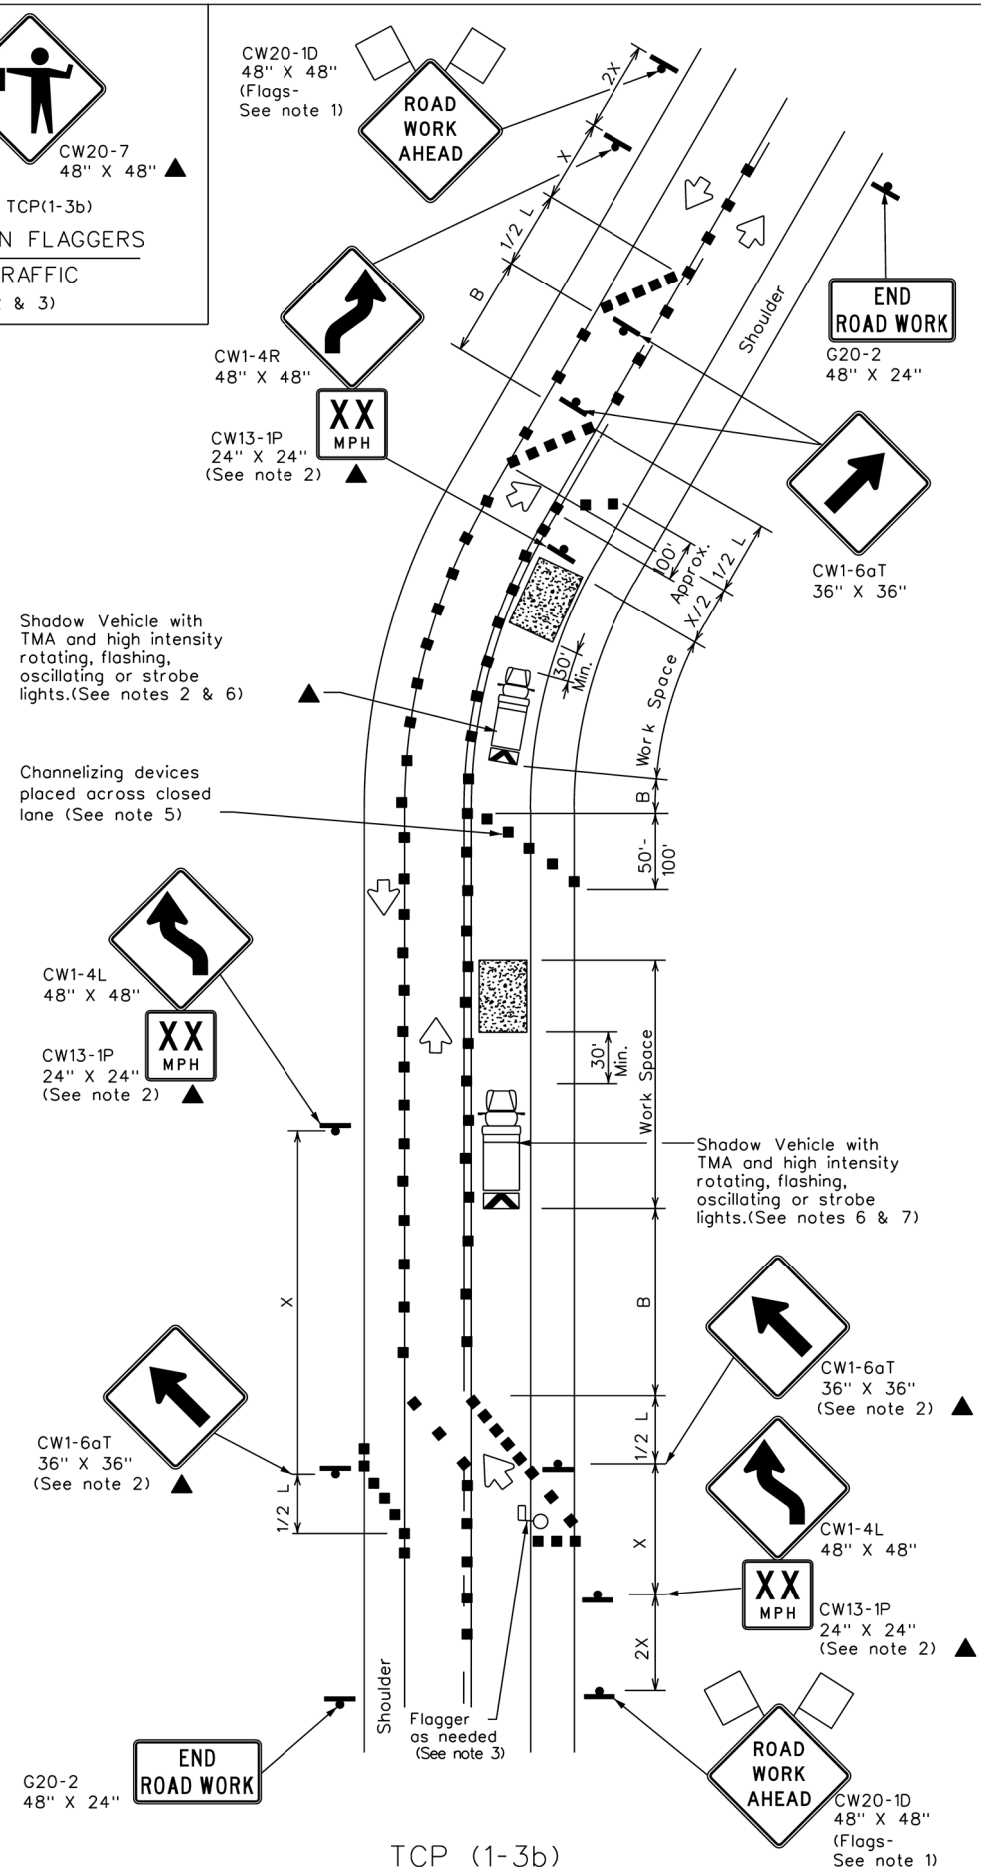 CW20-7
48" X 48"
TCP(1-3b)
N FLAGGERS
RAFFIC
& 3)
CW20-1D
48" X 48"
(Flags-
See note 1)
ROAD
WORK
AHEAD
2X
X
1/2 L
B
CW1-4R
48" X 48"
XX
MPH
CW13-1P
24" X 24"
(See note 2)
Shoulder
END
ROAD WORK
G20-2
48" X 24"
CW1-6aT
36" X 36"
100'
Approx.
1/2 L
X/2
30'
Min.
Work Space
B
50'-
100'
Shadow Vehicle with
TMA and high intensity
rotating, flashing,
oscillating or strobe
lights.(See notes 2 & 6)
Channelizing devices
placed across closed
lane (See note 5)
CW1-4L
48" X 48"
XX
MPH
CW13-1P
24" X 24"
(See note 2)
30'
Min.
Work Space
Shadow Vehicle with
TMA and high intensity
rotating, flashing,
oscillating or strobe
lights.(See notes 6 & 7)
X
B
CW1-6aT
36" X 36"
(See note 2)
1/2 L
CW1-6aT
36" X 36"
(See note 2)
1/2 L
X
2X
CW1-4L
48" X 48"
XX
MPH
CW13-1P
24" X 24"
(See note 2)
Shoulder
Flagger
as needed
(See note 3)
END
ROAD WORK
G20-2
48" X 24"
ROAD
WORK
AHEAD
CW20-1D
48" X 48"
(Flags-
See note 1)
TCP (1-3b)